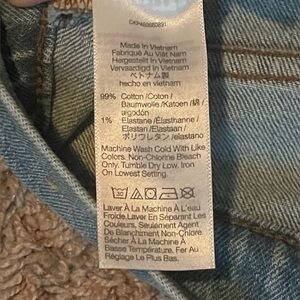 Made In Vietnam
Fabriqué Au Viêt Nam
Hergestellt In Vietnam
Vervaardigd In Vietnam
ベトナム製
hecho en vietnam
99% Cotton /Coton /
Baumwolle /Katoen /綿 /
algodón
1% Elastane /Élasthanne /
Elastan /Elastaan /
ポリウレタン /elastano
Machine Wash Cold With Like
Colors. Non-Chlorine Bleach
Only. Tumble Dry Low. Iron
On Lowest Setting.
Laver À La Machine À L'eau
Froide.Laver En Séparant Les
Couleurs. Seulement Agent
De Blanchiment Non-Chlore
Sécher À La Machine À
Basse Température. Fer Au
Réglage Le Plus Bas.